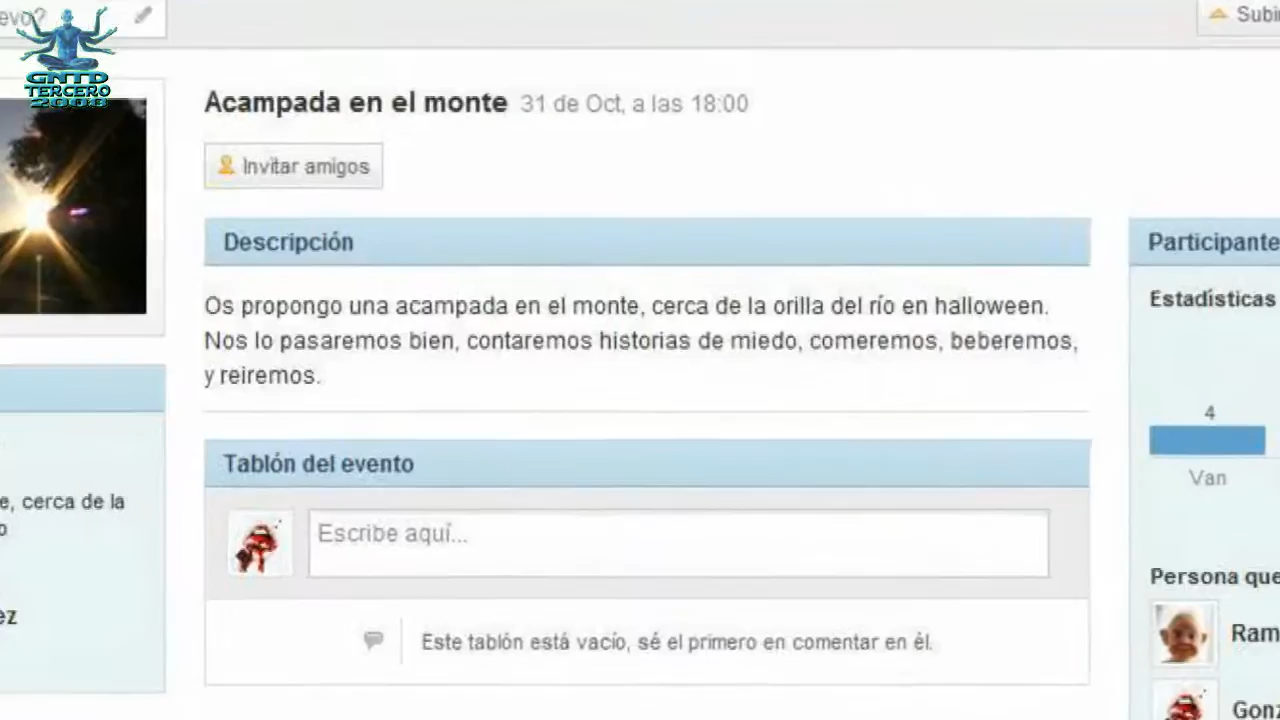 evo?
Subir
GNTD
TERCERO
2008
Acampada en el monte 31 de Oct, a las 18:00
Invitar amigos
Descripción
Os propongo una acampada en el monte, cerca de la orilla del río en halloween.
Nos lo pasaremos bien, contaremos historias de miedo, comeremos, beberemos,
y reiremos.
Tablón del evento
Escribe aquí...
Este tablón está vacío, sé el primero en comentar en él.
e, cerca de la
o
ez
Participante
Estadísticas
4
Van
Persona que
Ram
Gonz